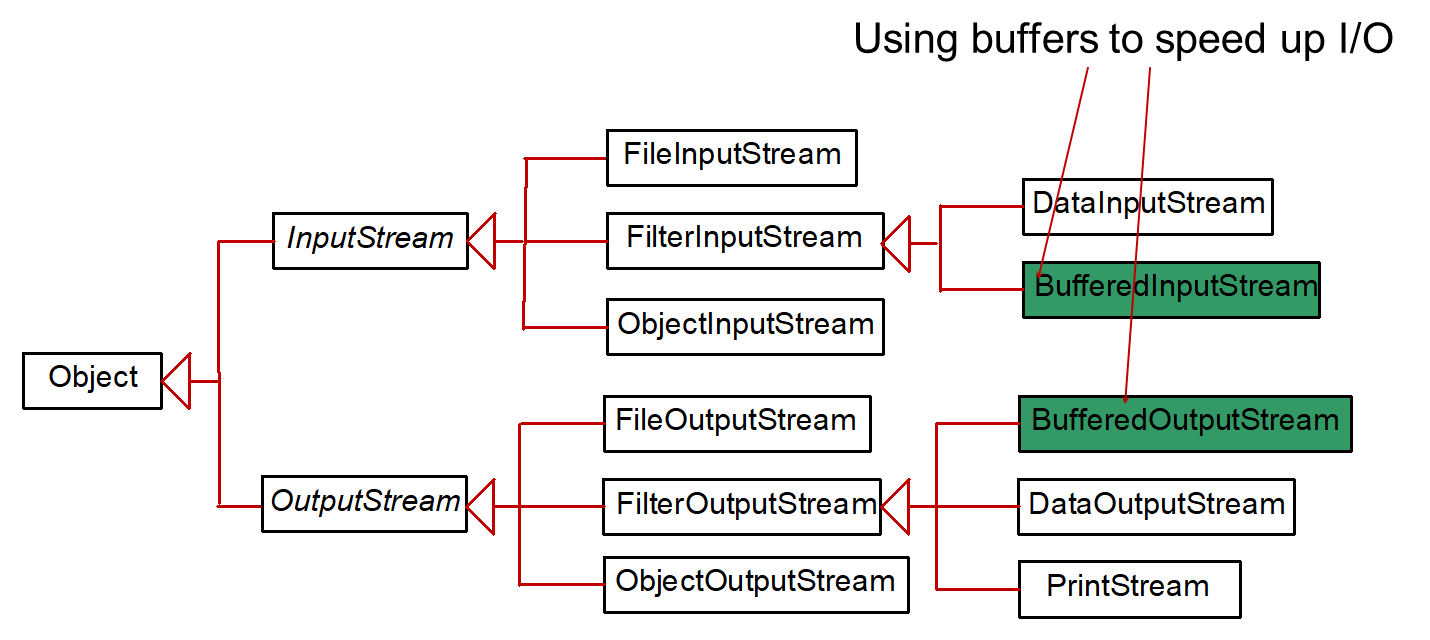 Using buffers to speed up I/O
FileInputStream
DataInputStream
InputStream
FilterInputStream
BufferedInputStream
ObjectInputStream
Object
FileOutputStream
BufferedOutputStream
OutputStream
FilterOutputStream
DataOutputStream
ObjectOutputStream
PrintStream